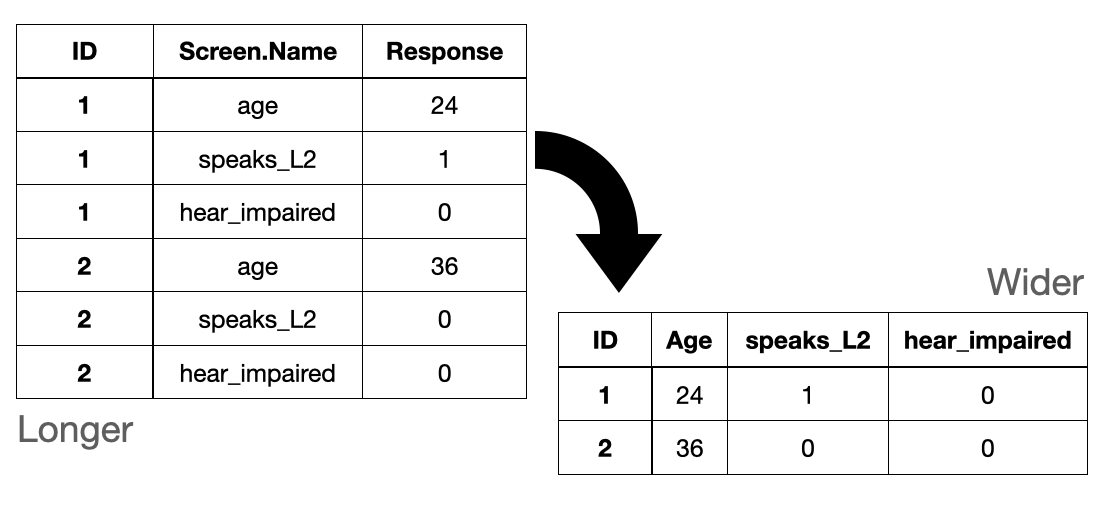 ID Screen.Name Response
1 age 24
1 speaks_L2 1
1 hear_impaired 0
2 age 36
2 speaks_L2 0
2 hear_impaired 0
Longer
Wider
ID Age speaks_L2 hear_impaired
1 24 1 0
2 36 0 0